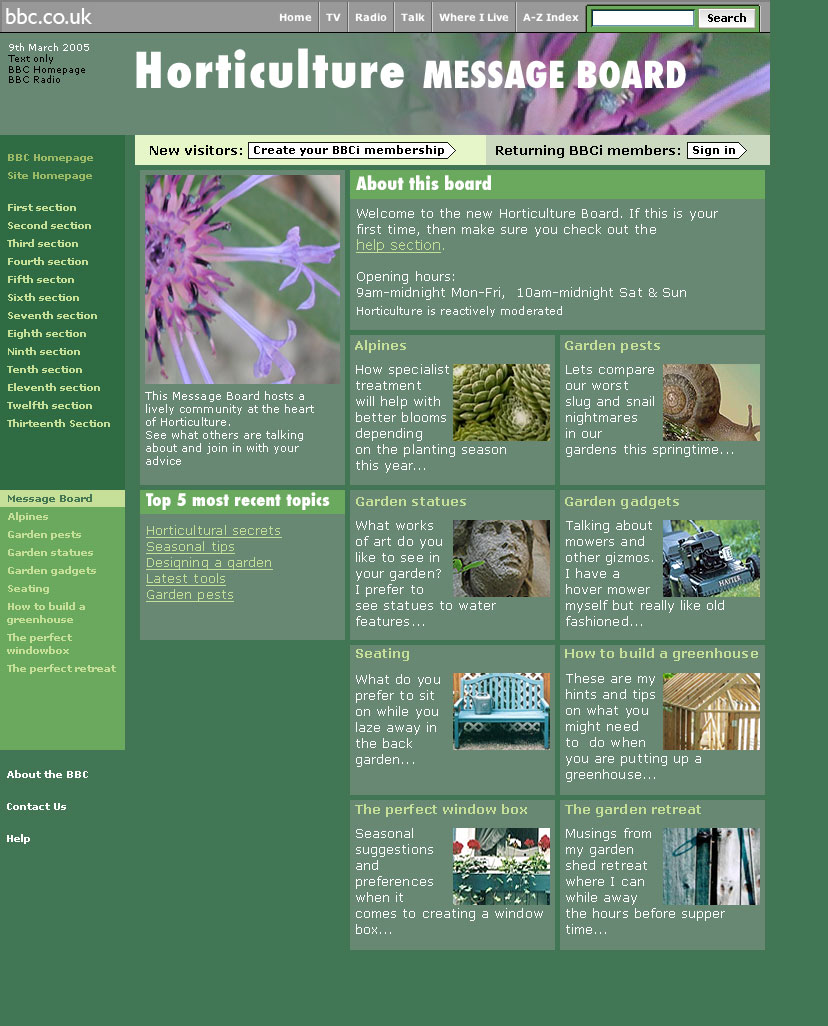 bbc.co.uk
Home TV Radio Talk Where I Live A-Z Index Search
9th March 2005
Text only
BBC Homepage
BBC Radio
Horticulture MESSAGE BOARD
New visitors: Create your BBCi membership Returning BBCi members: Sign in
BBC Homepage
Site Homepage
First section
Second section
Third section
Fourth section
Fifth secton
Sixth section
Seventh section
Eighth section
Ninth section
Tenth section
Eleventh section
Twelfth section
Thirteenth Section
Message Board
Alpines
Garden pests
Garden statues
Garden gadgets
Seating
How to build a
greenhouse
The perfect
windowbox
The perfect retreat
About the BBC
Contact Us
Help
This Message Board hosts a
lively community at the heart
of Horticulture.
See what others are talking
about and join in with your
advice
Top 5 most recent topics
Horticultural secrets
Seasonal tips
Designing a garden
Latest tools
Garden pests
About this board
Welcome to the new Horticulture Board. If this is your
first time, then make sure you check out the
help section.
Opening hours:
9am-midnight Mon-Fri, 10am-midnight Sat & Sun
Horticulture is reactively moderated
Alpines
How specialist
treatment
will help with
better blooms
depending
on the planting season
this year...
Garden pests
Lets compare
our worst
slug and snail
nightmares
in our
gardens this springtime...
Garden statues
What works
of art do you
like to see in
your garden?
I prefer to
see statues to water
features...
Garden gadgets
Talking about
mowers and
other gizmos.
I have a
hover mower
myself but really like old
fashioned...
HAYTER
Seating
What do you
prefer to sit
on while you
laze away in
the back
garden...
How to build a greenhouse
These are my
hints and tips
on what you
might need
to do when
you are putting up a
greenhouse...
The perfect window box
Seasonal
suggestions
and
preferences
when it
comes to creating a window
box...
The garden retreat
Musings from
my garden
shed retreat
where I can
while away
the hours before supper
time...